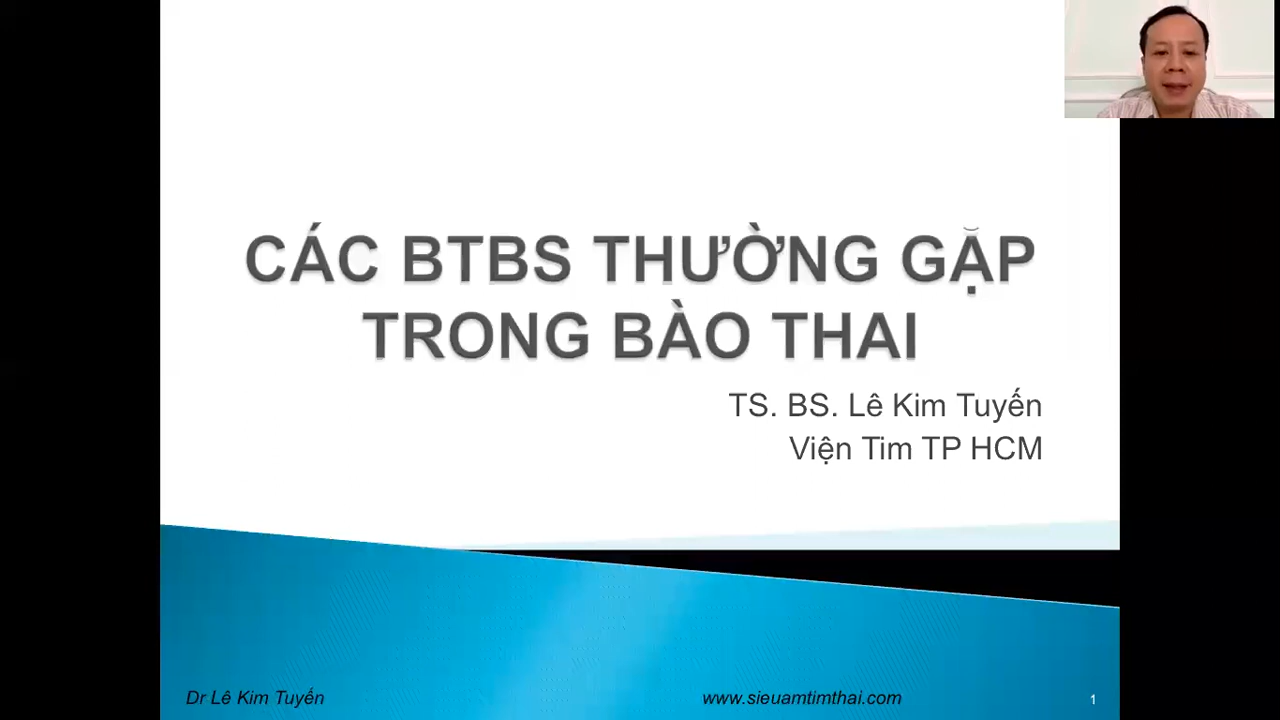 CÁC BTBS THƯỜNG GẶP
TRONG BÀO THAI
TS. BS. Lê Kim Tuyến
Viện Tim TP HCM
Dr Lê Kim Tuyến
www.sieuamtimthai.com
1